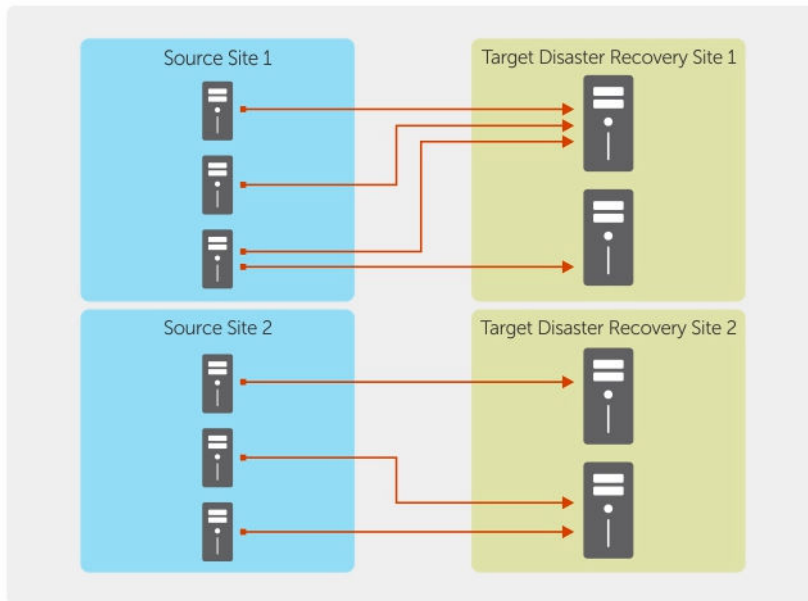 Source Site 1
Target Disaster Recovery Site 1
Source Site 2
Target Disaster Recovery Site 2